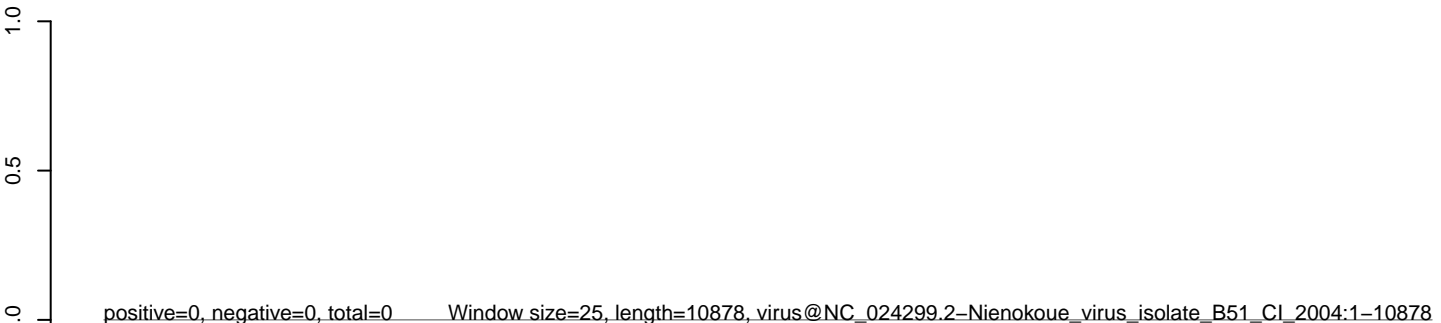 1.0
0.5
.0
positive=0, negative=0, total=0 Window size=25, length=10878, virus@NC_024299.2−Nienokoue_virus_isolate_B51_CI_2004:1−10878